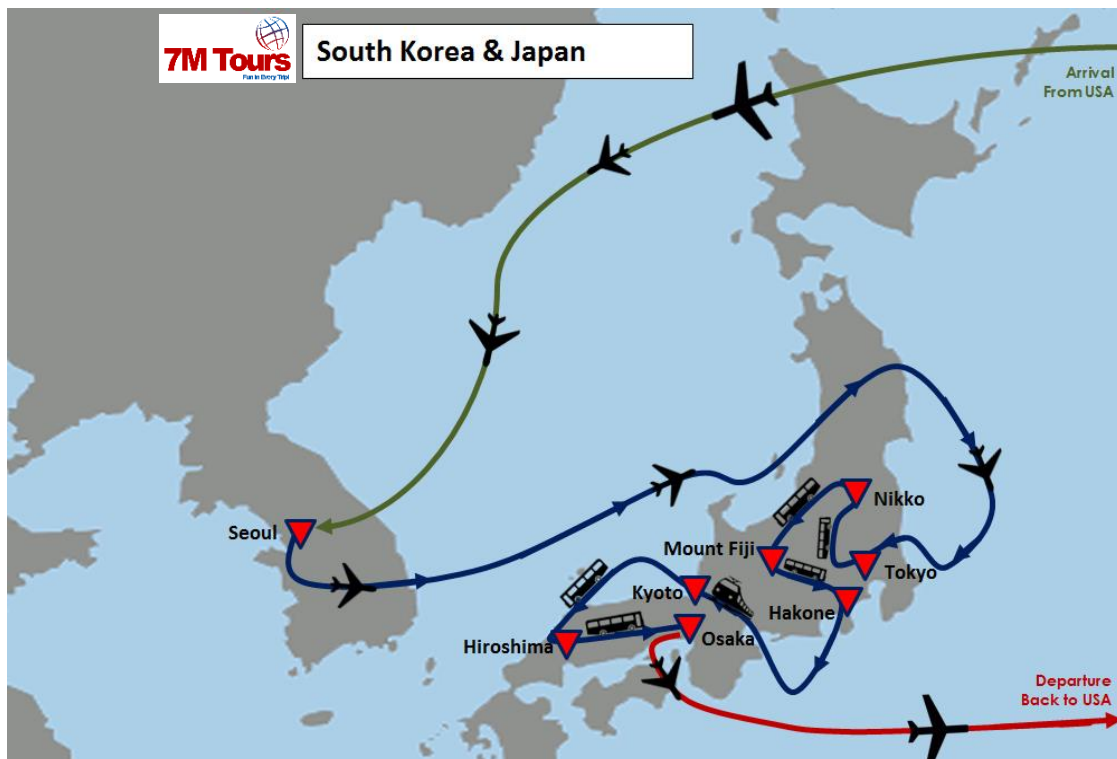 7M Tours
Fun in Every Trip!
South Korea & Japan
Arrival
From USA
Seoul
Nikko
Mount Fiji
Tokyo
Kyoto
Hakone
Hiroshima
Osaka
Departure
Back to USA